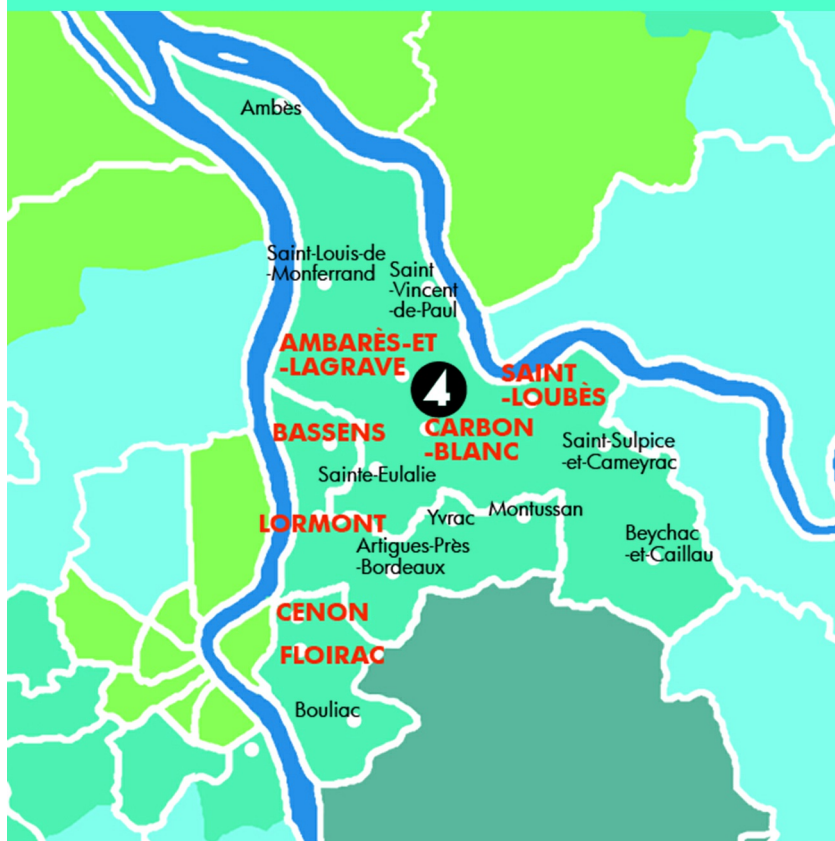 Ambès
Saint-Louis-de
-Monferrand
Saint
-Vincent
-de-Paul
AMBARÈS-ET
-LAGRAVE
4
SAINT
-LOUBÈS
BASSENS
CARBON
-BLANC
Saint-Sulpice
-et-Cameyrac
Sainte-Eulalie
LORMONT
Yvrac
Montussan
Artigues-Près
-Bordeaux
Beychac
-et-Caillau
CENON
FLOIRAC
Bouliac